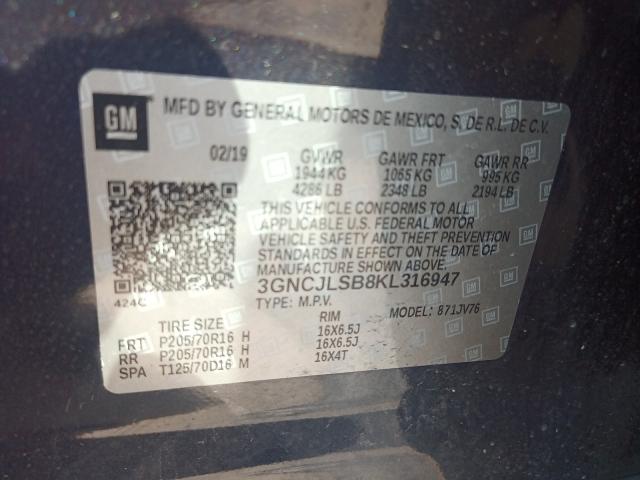 GM
MFD BY GENERAL MOTORS DE MEXICO, S. DE R.L. DE C.V.
02/19 GVWR GAWR FRT GAWR RR
1944 KG 1065 KG 995 KG
4286 LB 2348 LB 2194 LB
THIS VEHICLE CONFORMS TO ALL
APPLICABLE U.S. FEDERAL MOTOR
VEHICLE SAFETY AND THEFT PREVENTION
STANDARDS IN EFFECT ON THE DATE OF
MANUFACTURE SHOWN ABOVE.
424C
3GNCJLSB8KL316947
TYPE: M.P.V. MODEL: 871JV76
TIRE SIZE RIM
FRT P205/70R16 H 16X6.5J
RR P205/70R16 H 16X6.5J
SPA T125/70D16 M 16X4T